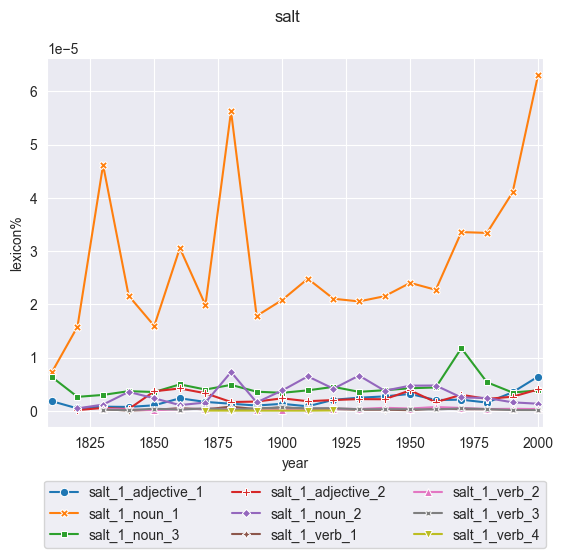 salt
1e−5
6
5
4
3
2
1
0
lexicon%
1825 1850 1875 1900 1925 1950 1975 2000
year
salt_1_adjective_1 salt_1_adjective_2 salt_1_verb_2
salt_1_noun_1 salt_1_noun_2 salt_1_verb_3
salt_1_noun_3 salt_1_verb_1 salt_1_verb_4